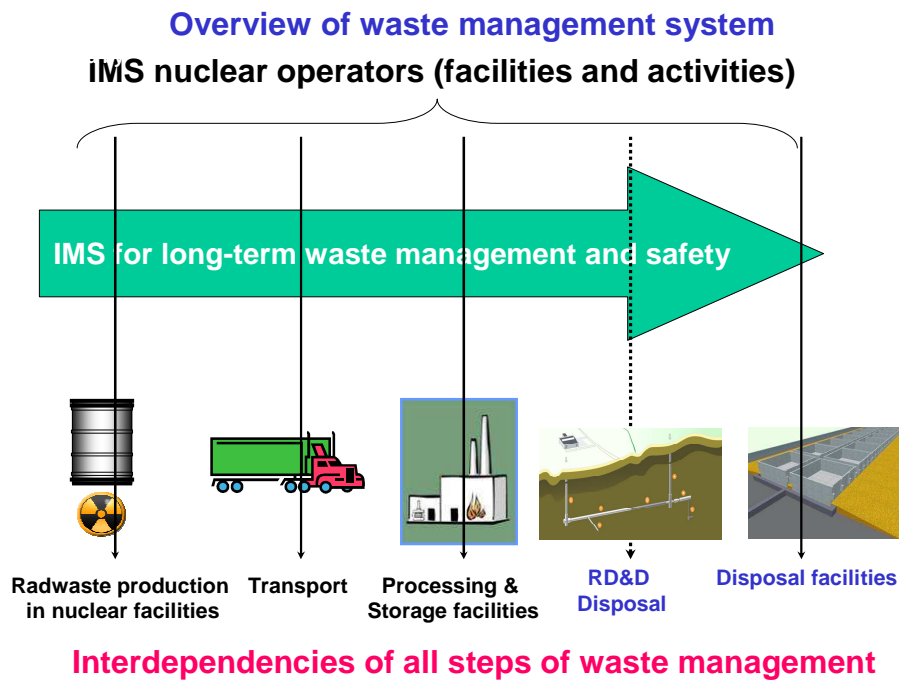 Overview of waste management system
IMS nuclear operators (facilities and activities)
IMS for long-term waste management and safety
Radwaste production
in nuclear facilities
Transport
Processing &
Storage facilities
RD&D
Disposal
Disposal facilities
Interdependencies of all steps of waste management